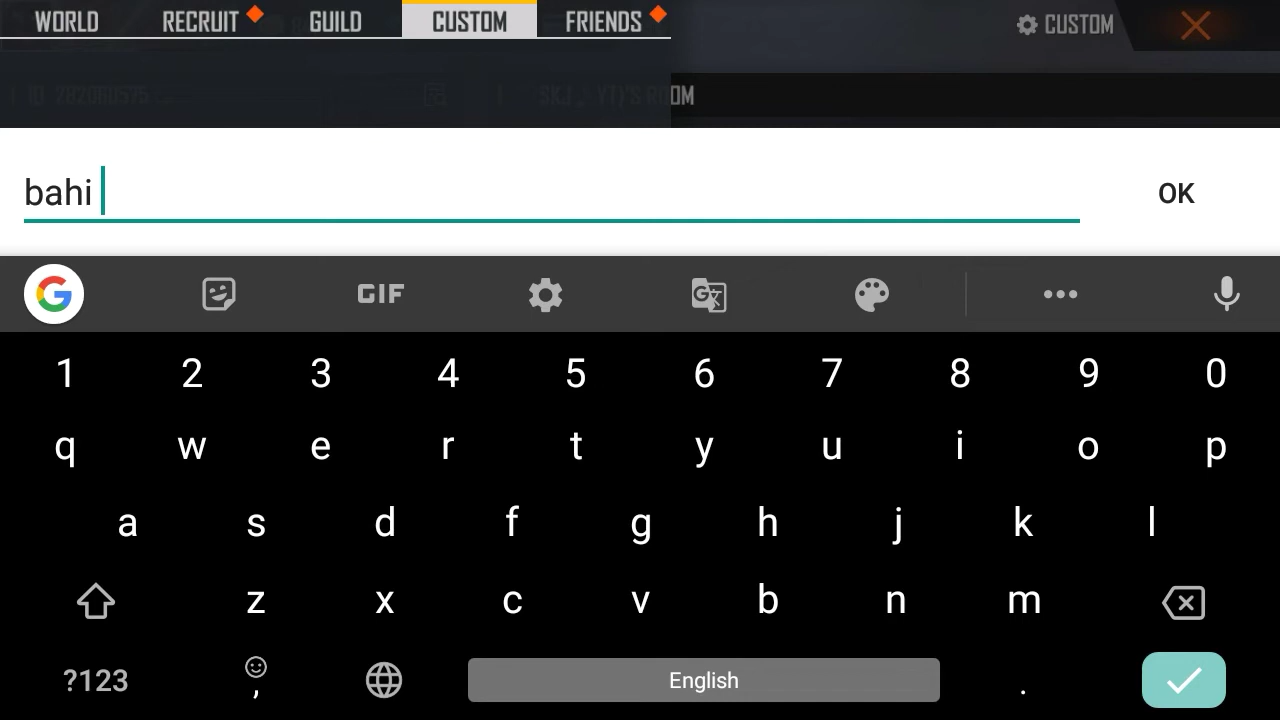 WORLD RECRUIT GUILD CUSTOM FRIENDS CUSTOM
bahi
OK
GIF
1 2 3 4 5 6 7 8 9 0
q w e r t y u i o p
a s d f g h j k l
z x c v b n m
?123 , English .